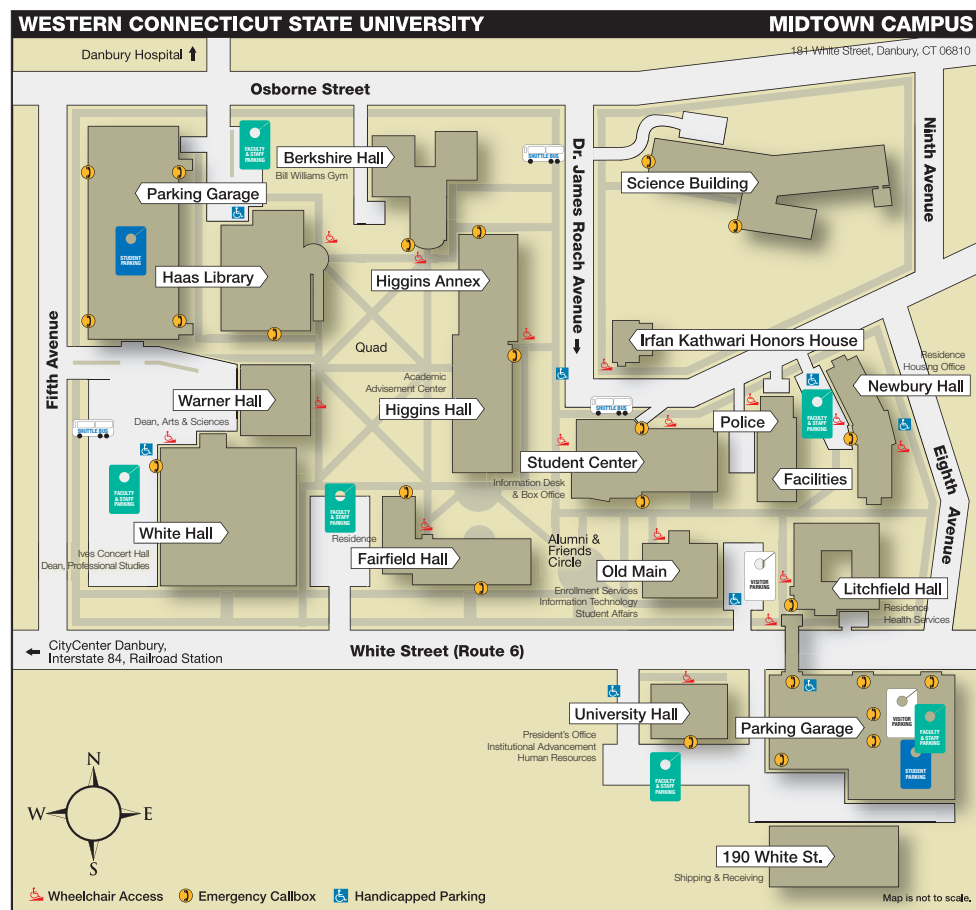 WESTERN CONNECTICUT STATE UNIVERSITY
MIDTOWN CAMPUS
Danbury Hospital
181 White Street, Danbury, CT 06810
Osborne Street
Ninth Avenue
Dr. James Roach Avenue
Fifth Avenue
Eighth
Avenue
FACULTY
& STAFF
PARKING
Berkshire Hall
Bill Williams Gym
SHUTTLE BUS
Parking Garage
Science Building
STUDENT
PARKING
Haas Library
Higgins Annex
Quad
Irfan Kathwari Honors House
Residence
Housing Office
Academic
Advisement Center
Newbury Hall
Warner Hall
Dean, Arts & Sciences
Higgins Hall
SHUTTLE BUS
Police
FACULTY
& STAFF
PARKING
SHUTTLE BUS
Student Center
Information Desk
& Box Office
Facilities
FACULTY
& STAFF
PARKING
White Hall
Ives Concert Hall
Dean, Professional Studies
FACULTY
& STAFF
PARKING
Residence
Fairfield Hall
Alumni &
Friends
Circle
Old Main
Enrollment Services
Information Technology
Student Affairs
VISITOR
PARKING
Litchfield Hall
Residence
Health Services
CityCenter Danbury,
Interstate 84, Railroad Station
White Street (Route 6)
University Hall
President's Office
Institutional Advancement
Human Resources
FACULTY
& STAFF
PARKING
Parking Garage
VISITOR
PARKING
FACULTY
& STAFF
PARKING
STUDENT
PARKING
N
W
E
S
190 White St.
Shipping & Receiving
Wheelchair Access
Emergency Callbox
Handicapped Parking
Map is not to scale.